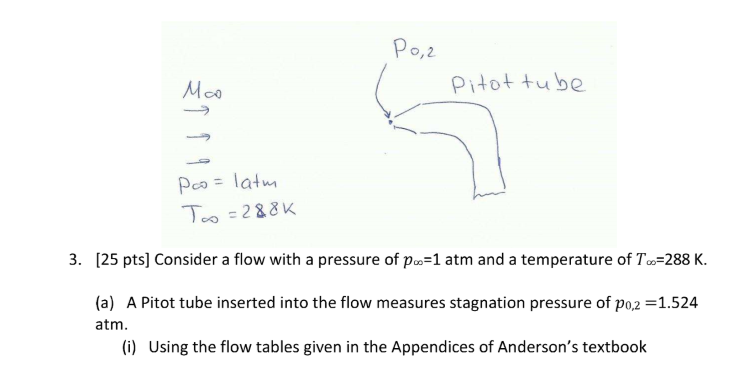 P0,2
Pitot tube
M∞
p∞ = 1atm
T∞ = 288K
3. [25 pts] Consider a flow with a pressure of p∞=1 atm and a temperature of T∞=288 K.
(a) A Pitot tube inserted into the flow measures stagnation pressure of p0,2 =1.524
atm.
(i) Using the flow tables given in the Appendices of Anderson’s textbook